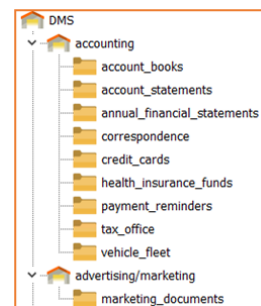 DMS
accounting
account_books
account_statements
annual_financial_statements
correspondence
credit_cards
health_insurance_funds
payment_reminders
tax_office
vehicle_fleet
advertising/marketing
marketing_documents